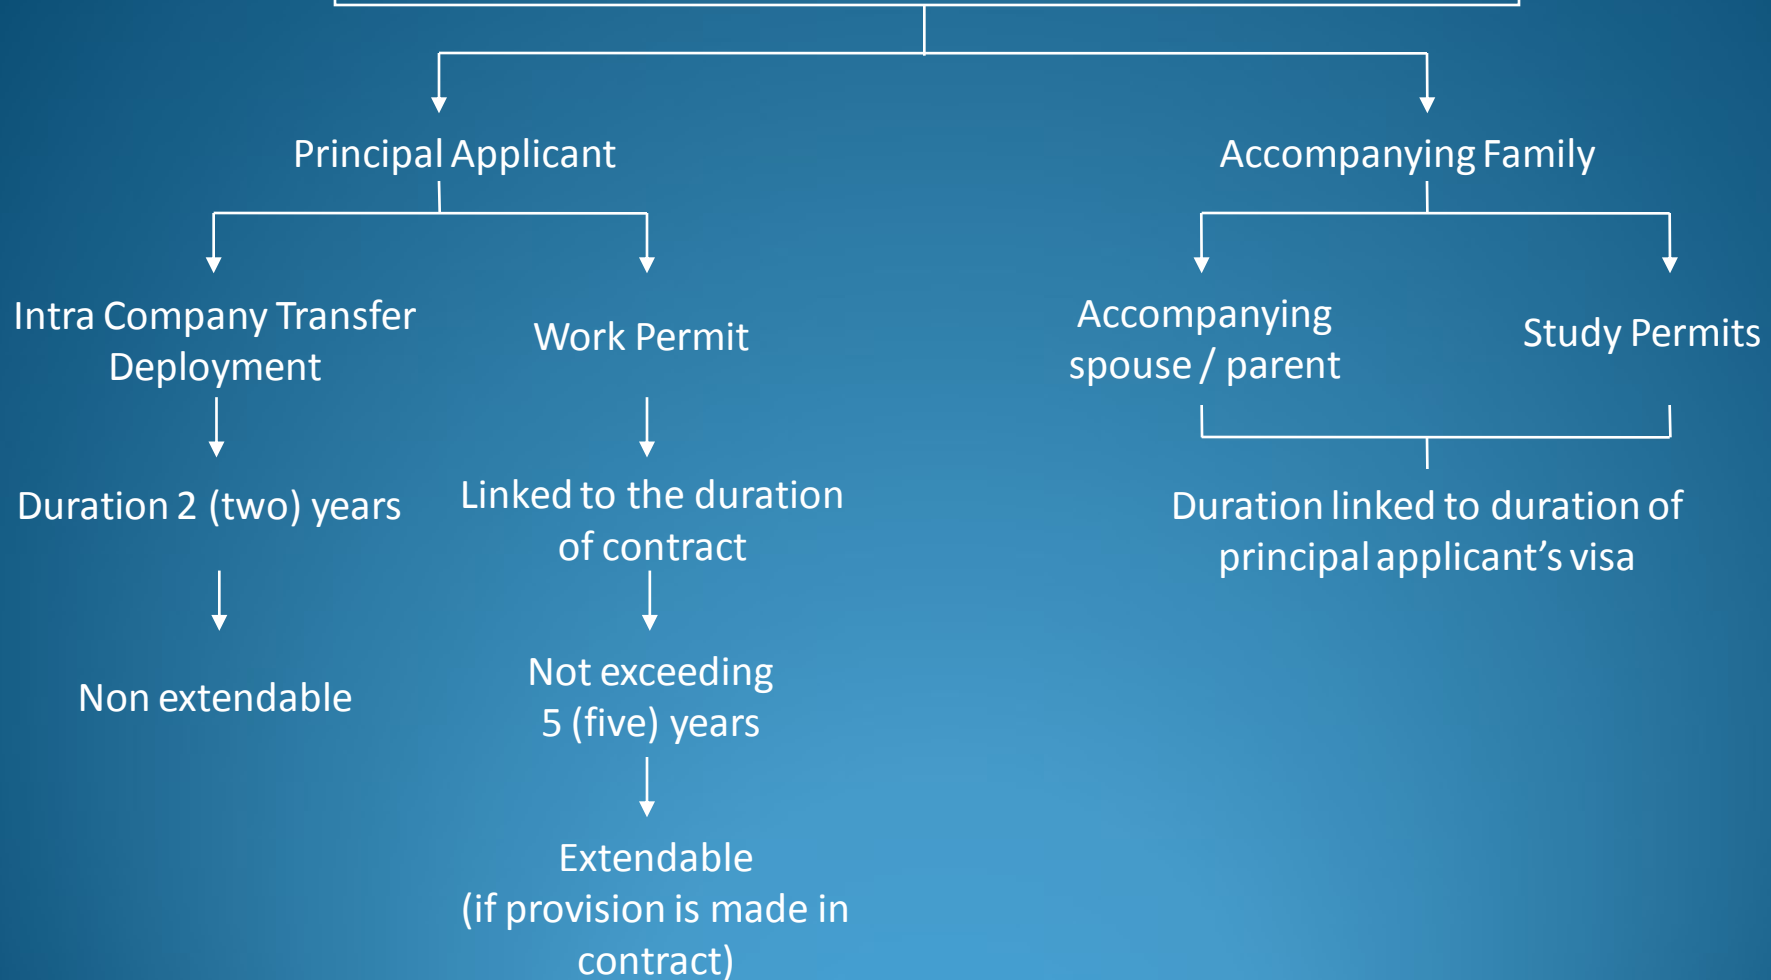 Principal Applicant
Accompanying Family
Intra Company Transfer
Deployment
Work Permit
Accompanying
spouse / parent
Study Permits
Duration 2 (two) years
Linked to the duration
of contract
Duration linked to duration of
principal applicant’s visa
Non extendable
Not exceeding
5 (five) years
Extendable
(if provision is made in
contract)